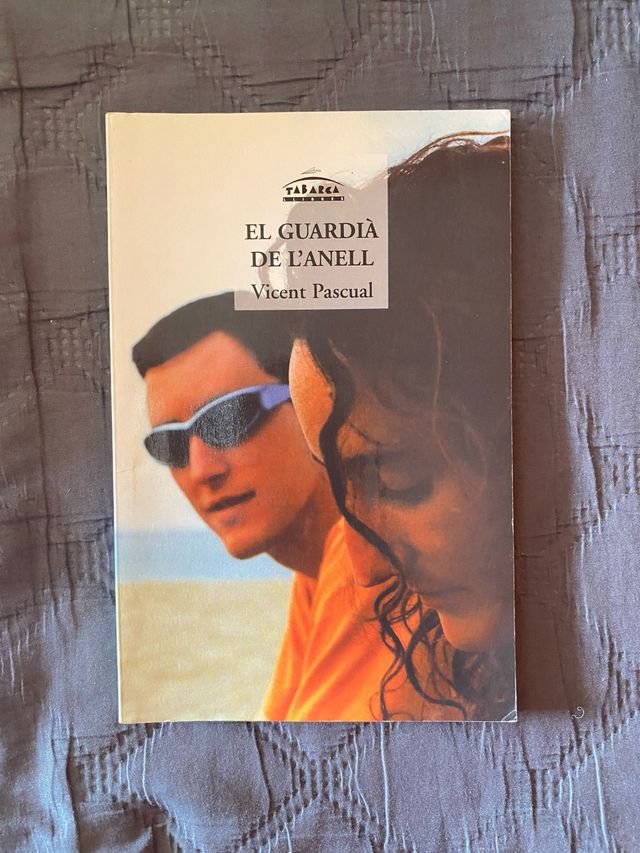 TABARCA
LLIBRES
EL GUARDIÀ
DE L'ANELL
Vicent Pascual